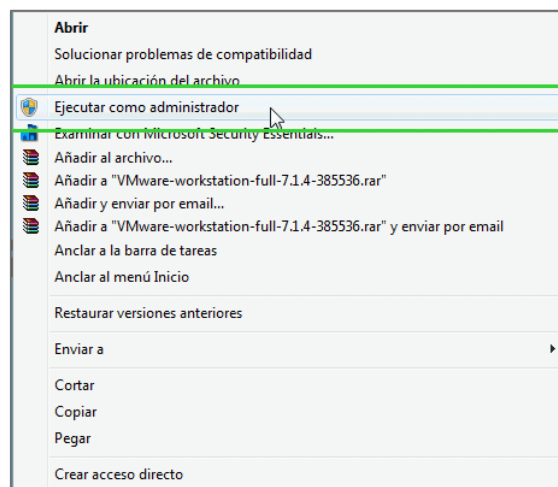 Abrir
Solucionar problemas de compatibilidad
Abrir la ubicación del archivo
Ejecutar como administrador
Examinar con Microsoft Security Essentials...
Añadir al archivo...
Añadir a "VMware-workstation-full-7.1.4-385536.rar"
Añadir y enviar por email...
Añadir a "VMware-workstation-full-7.1.4-385536.rar" y enviar por email
Anclar a la barra de tareas
Anclar al menú Inicio
Restaurar versiones anteriores
Enviar a
Cortar
Copiar
Pegar
Crear acceso directo